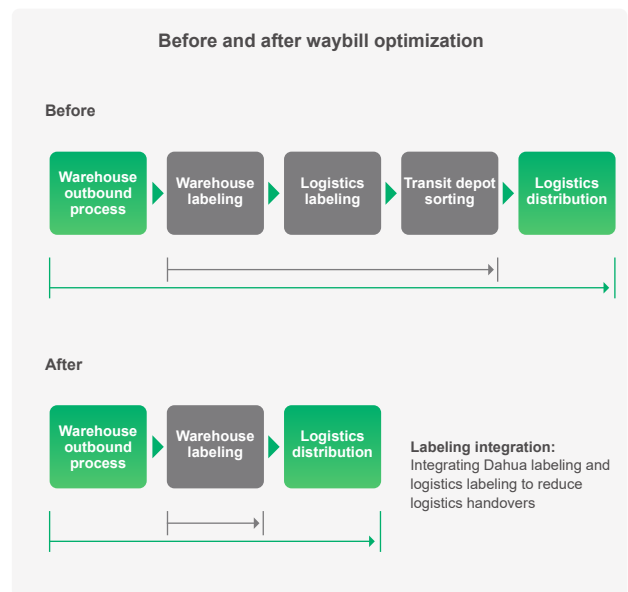 Before and after waybill optimization
Before
Warehouse
outbound
process
Warehouse
labeling
Logistics
labeling
Transit depot
sorting
Logistics
distribution
After
Warehouse
outbound
process
Warehouse
labeling
Logistics
distribution
Labeling integration:
Integrating Dahua labeling and
logistics labeling to reduce
logistics handovers